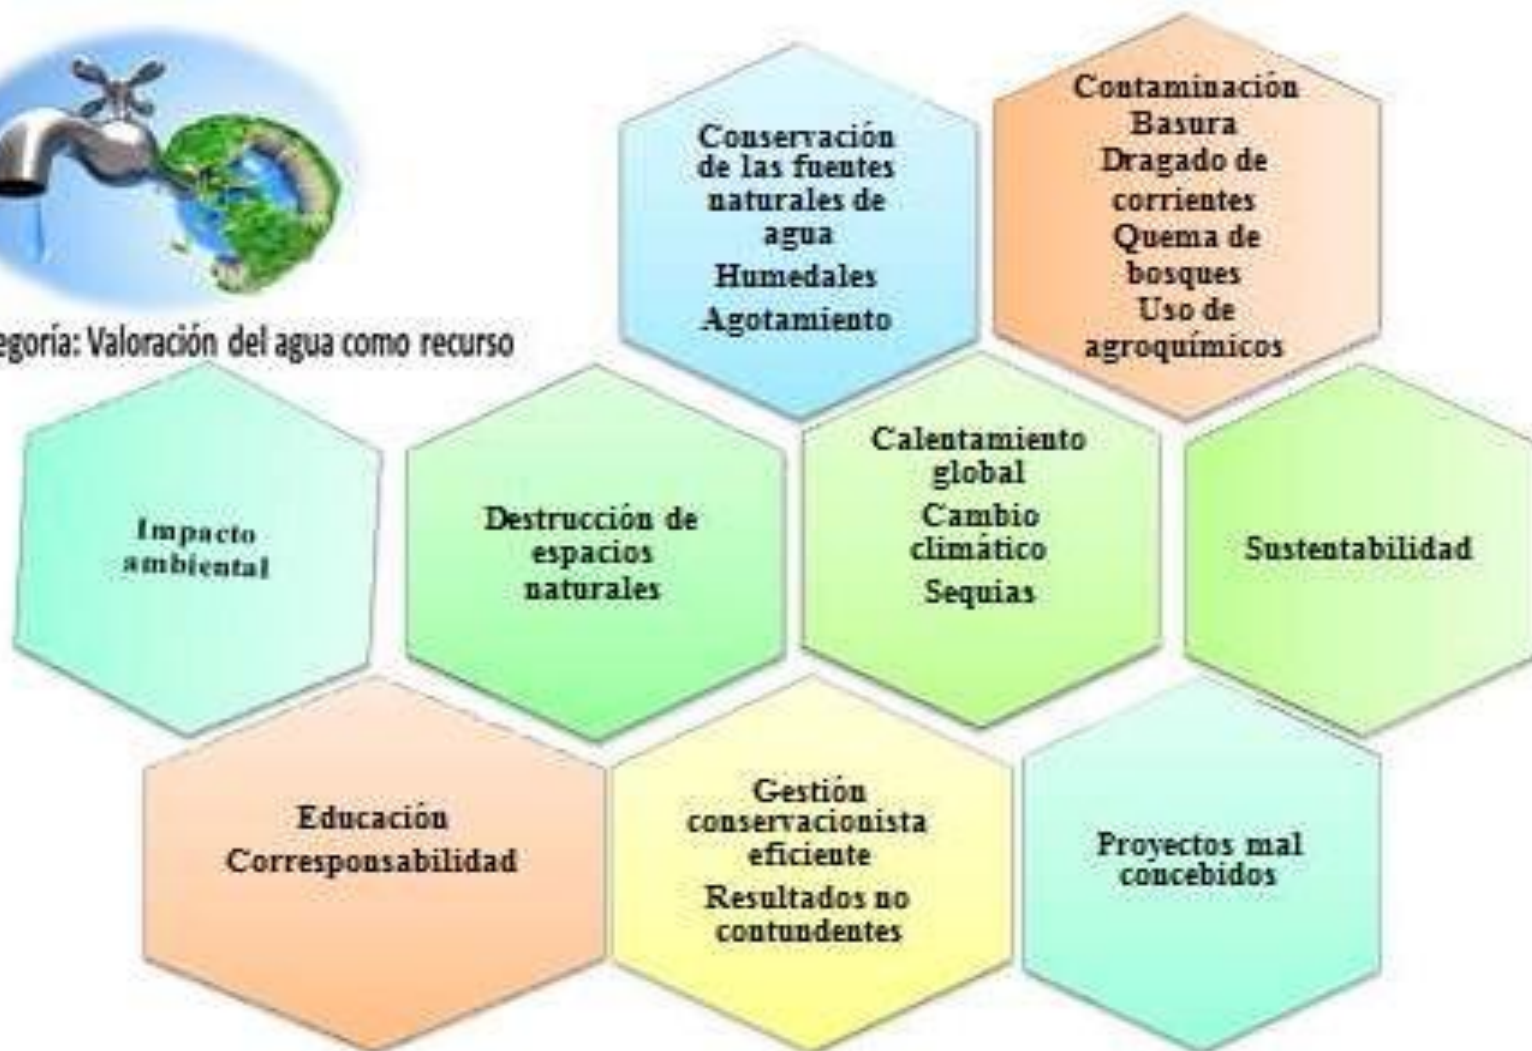 Conservación
de las fuentes
naturales de
agua
Humedales
Agotamiento
Contaminación
Basura
Dragado de
corrientes
Quema de
bosques
Uso de
agroquímicos
egoría: Valoración del agua como recurso
Impacto
ambiental
Destrucción de
espacios
naturales
Calentamiento
global
Cambio
climático
Sequias
Sustentabilidad
Educación
Corresponsabilidad
Gestión
conservacionista
eficiente
Resultados no
contundentes
Proyectos mal
concebidos